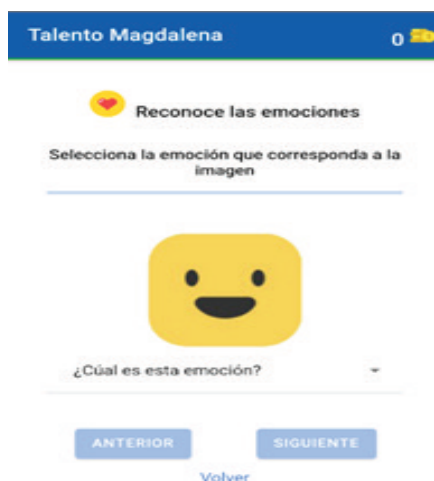 Talento Magdalena
0
Reconoce las emociones
Selecciona la emoción que corresponda a la
imagen
¿Cúal es esta emoción?
ANTERIOR
SIGUIENTE
Volver